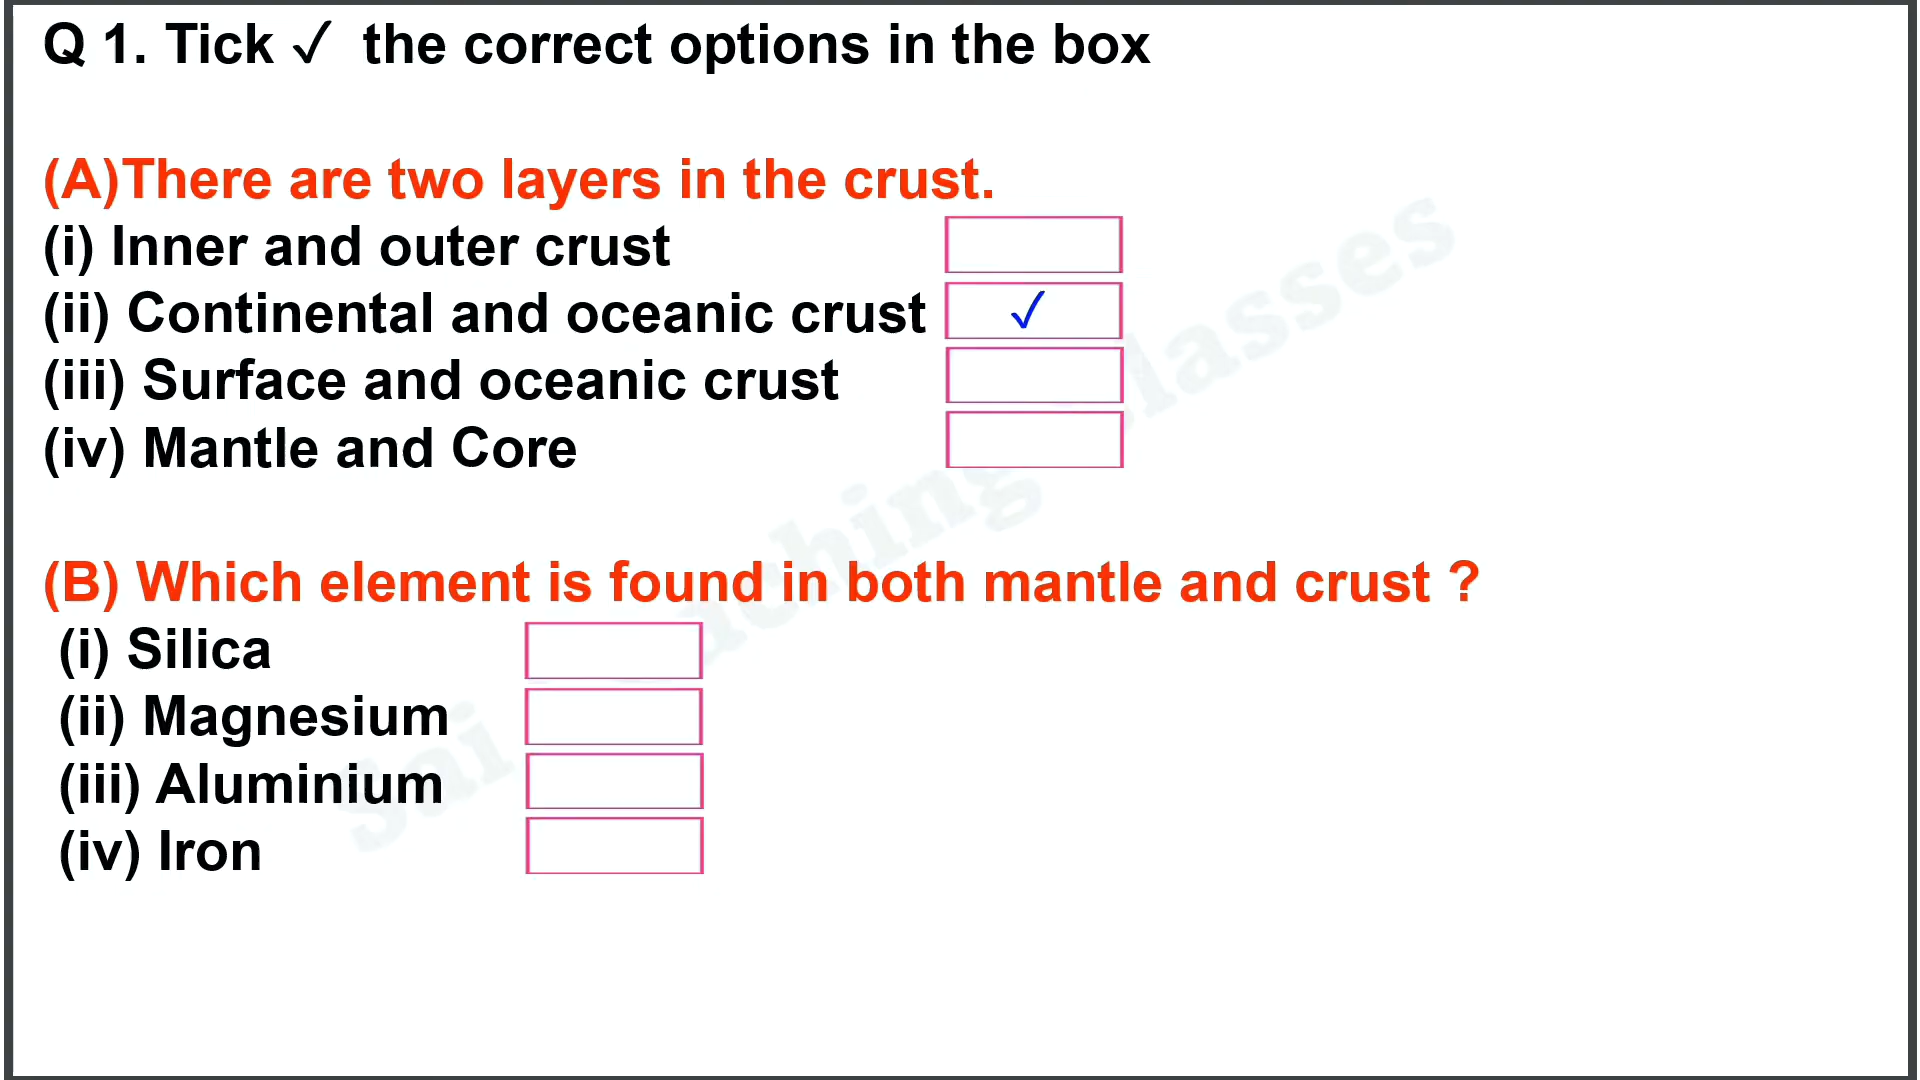 Q 1. Tick ✓ the correct options in the box
(A)There are two layers in the crust.
(i) Inner and outer crust
(ii) Continental and oceanic crust ✓
(iii) Surface and oceanic crust
(iv) Mantle and Core
(B) Which element is found in both mantle and crust ?
(i) Silica
(ii) Magnesium
(iii) Aluminium
(iv) Iron